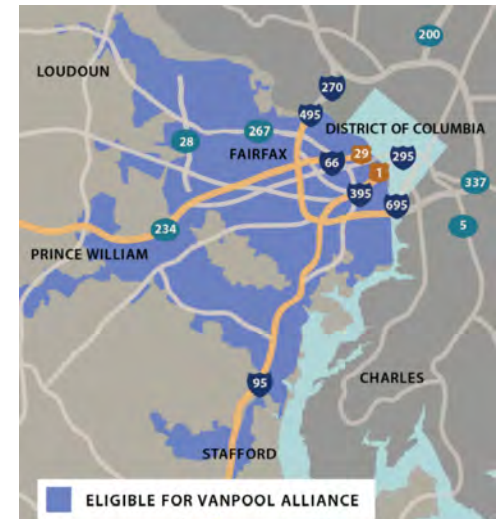 200
LOUDOUN
270
495
DISTRICT OF COLUMBIA
267
28
FAIRFAX
29
295
66
1
337
395
695
5
234
PRINCE WILLIAM
95
CHARLES
STAFFORD
ELIGIBLE FOR VANPOOL ALLIANCE